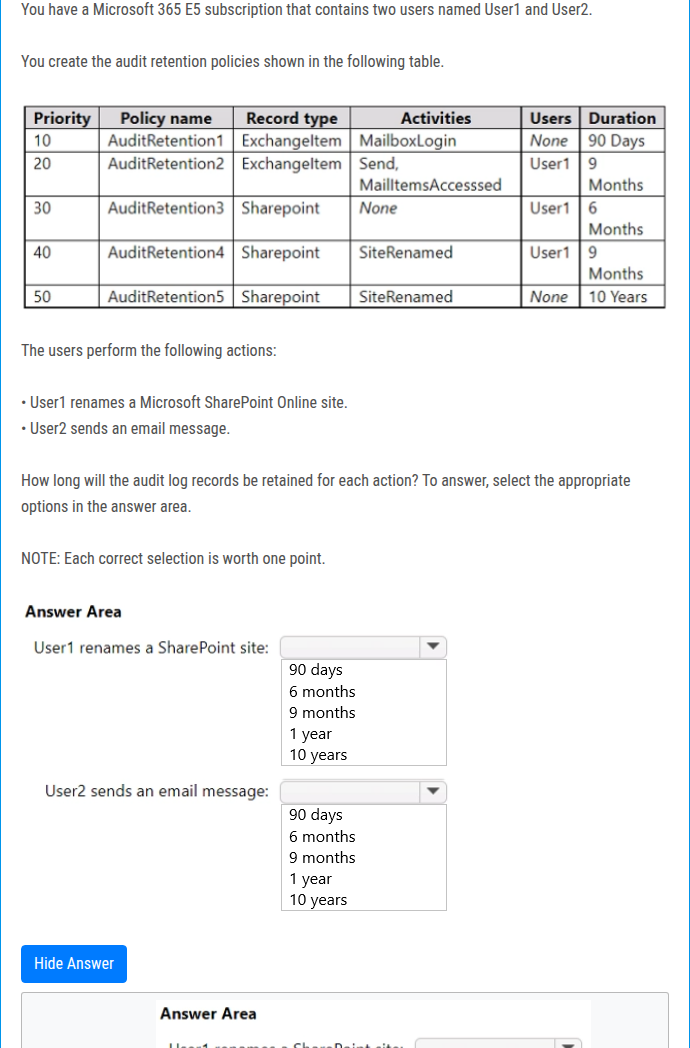 You have a Microsoft 365 E5 subscription that contains two users named User1 and User2.
You create the audit retention policies shown in the following table.
Priority Policy name Record type Activities Users Duration
10 AuditRetention1 ExchangeItem MailboxLogin None 90 Days
20 AuditRetention2 ExchangeItem Send, User1 9
MailItemsAccesssed Months
30 AuditRetention3 Sharepoint None User1 6
Months
40 AuditRetention4 Sharepoint SiteRenamed User1 9
Months
50 AuditRetention5 Sharepoint SiteRenamed None 10 Years
The users perform the following actions:
• User1 renames a Microsoft SharePoint Online site.
• User2 sends an email message.
How long will the audit log records be retained for each action? To answer, select the appropriate
options in the answer area.
NOTE: Each correct selection is worth one point.
Answer Area
User1 renames a SharePoint site:
90 days
6 months
9 months
1 year
10 years
User2 sends an email message:
90 days
6 months
9 months
1 year
10 years
Hide Answer
Answer Area
User1 renames a SharePoint site: